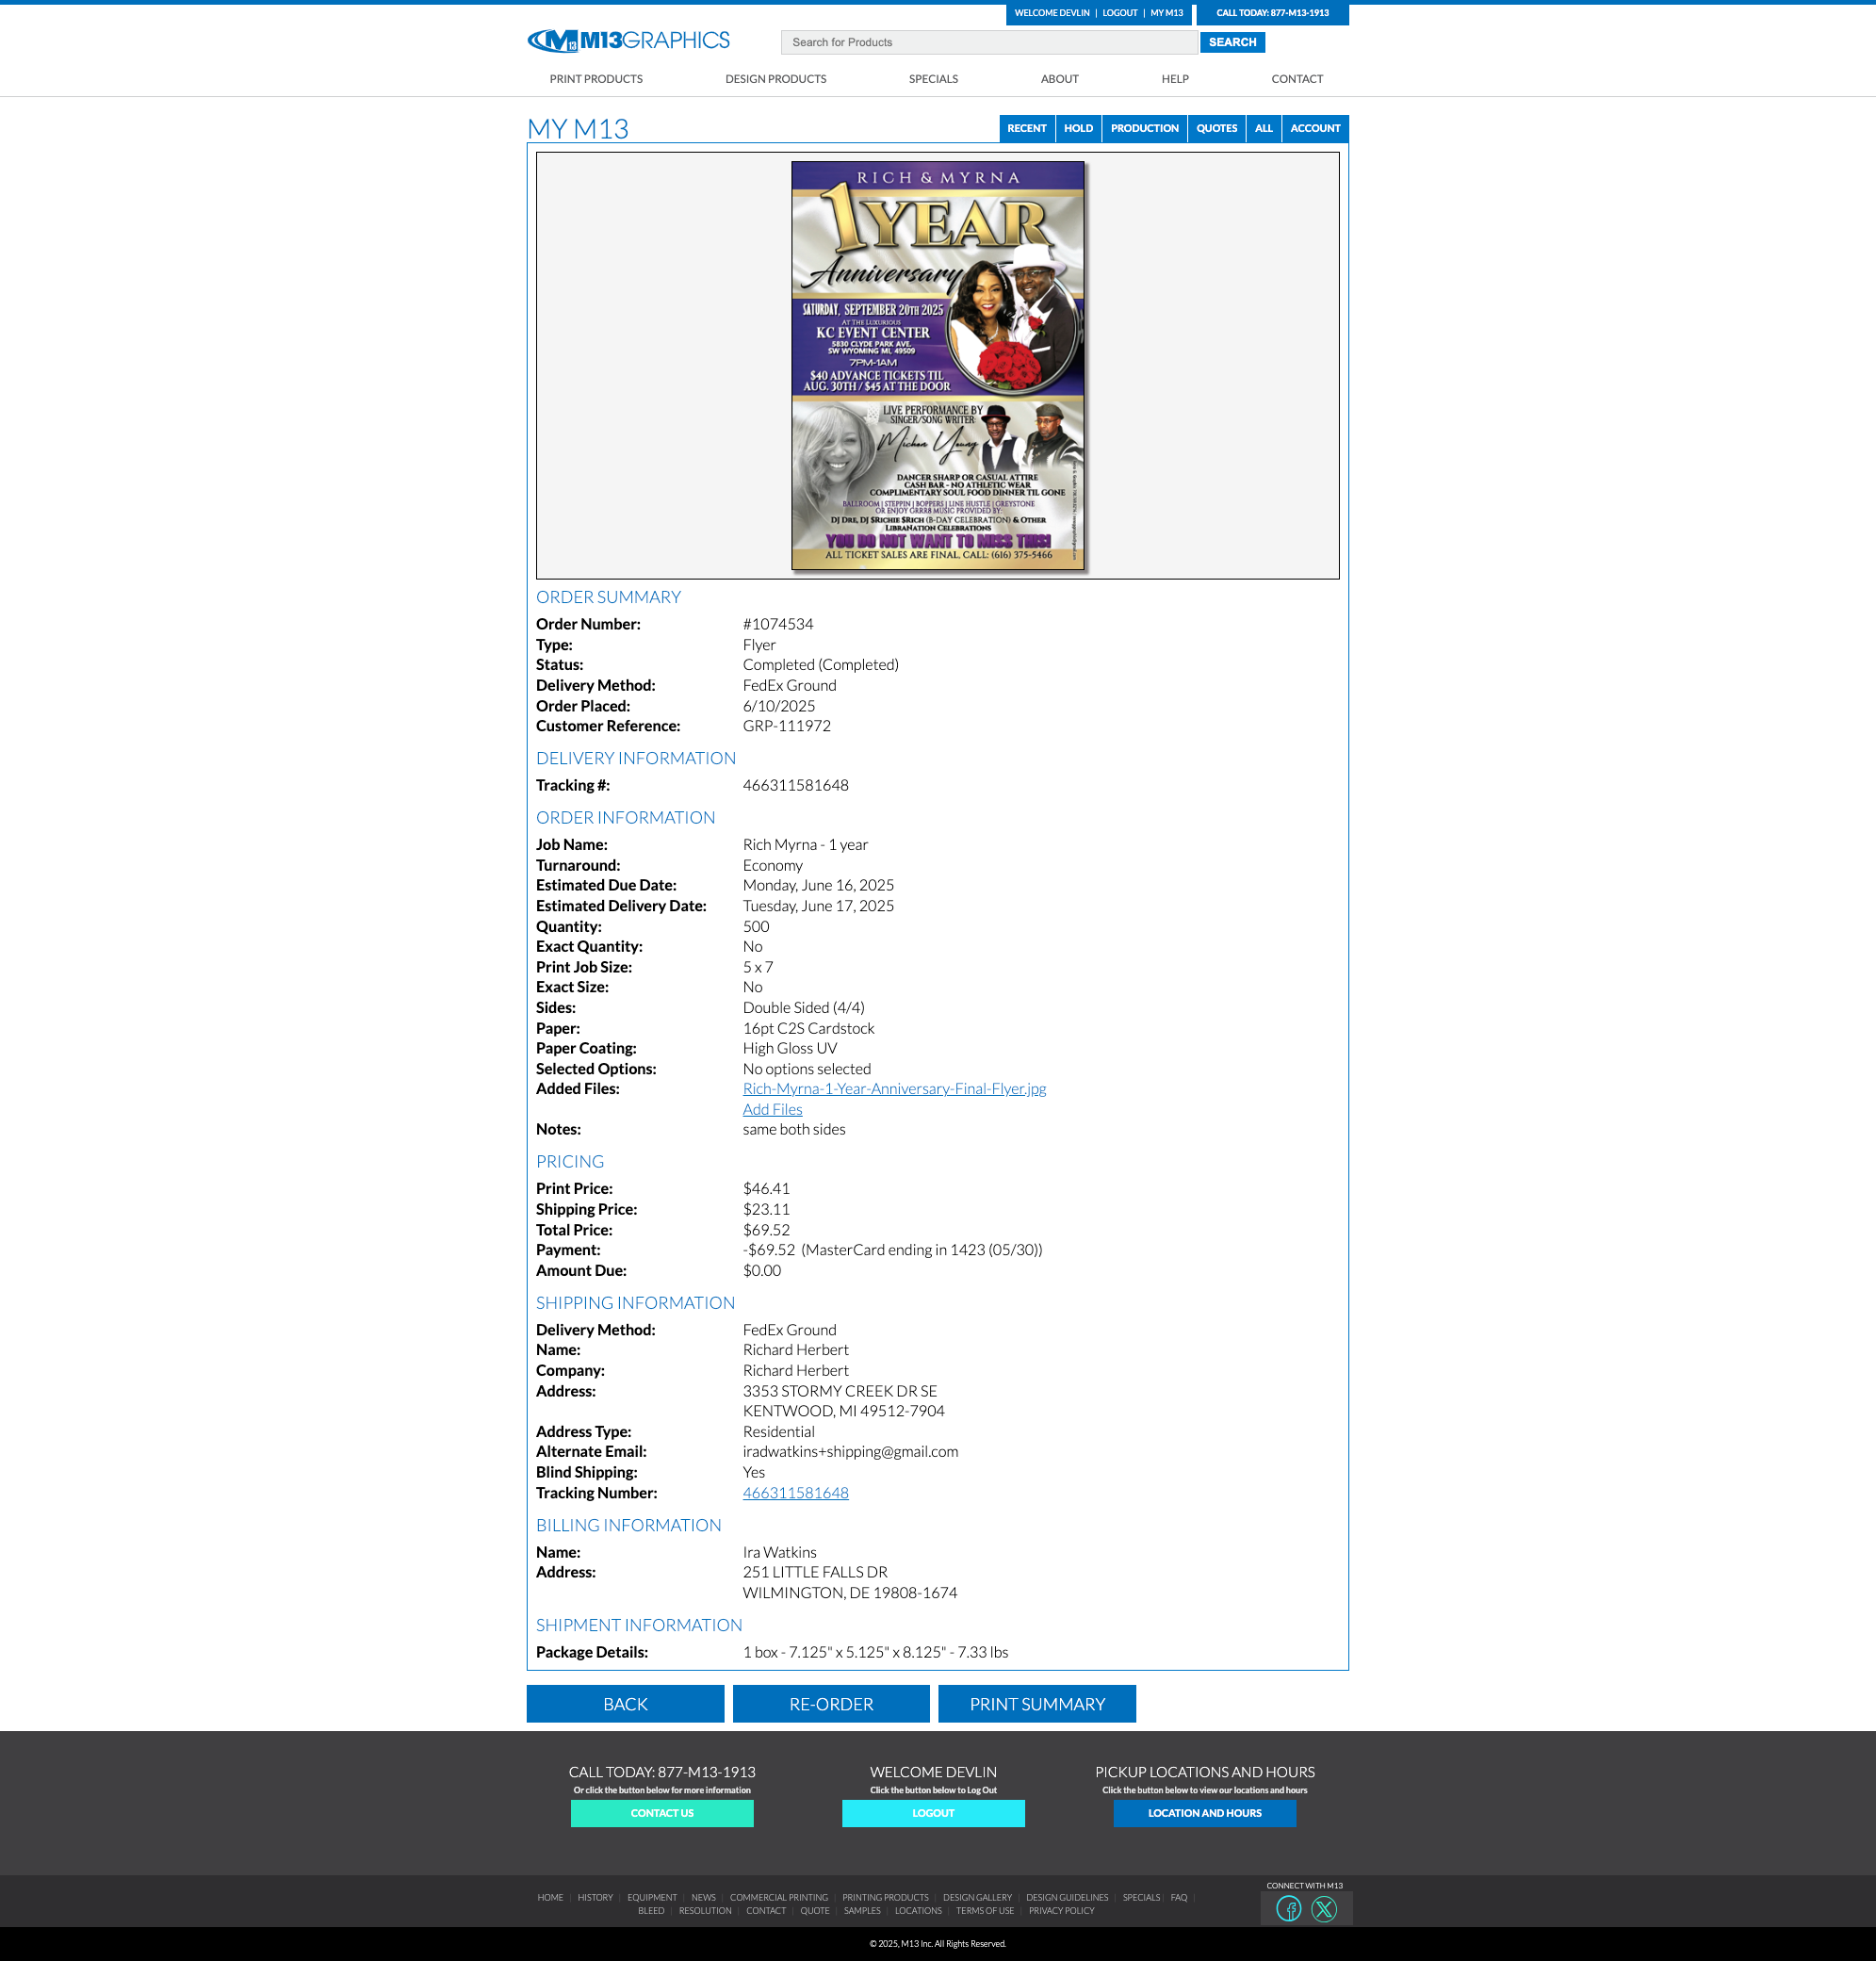 WELCOME DEVLIN | LOGOUT | MY M13
CALL TODAY: 877-M13-1913
M13GRAPHICS
Search for Products
SEARCH
PRINT PRODUCTS
DESIGN PRODUCTS
SPECIALS
ABOUT
HELP
CONTACT
MY M13
RECENT
HOLD
PRODUCTION
QUOTES
ALL
ACCOUNT
RICH & MYRNA
1 YEAR
Anniversary
SATURDAY, SEPTEMBER 20TH 2025
AT THE LUXURIOUS
KC EVENT CENTER
5830 CLYDE PARK AVE.
SW WYOMING MI, 49509
7PM-1AM
$40 ADVANCE TICKETS TIL
AUG. 30TH / $45 AT THE DOOR
LIVE PERFORMANCE BY
SINGER/SONG WRITER
Michon Young
DANCER SHARP OR CASUAL ATTIRE
CASH BAR - NO ATHLETIC WEAR
COMPLIMENTARY SOUL FOOD DINNER TIL GONE
BALLROOM | STEPPIN | BOPPERS | LINE HUSTLE | GREYSTONE
OR ENJOY GRRR8 MUSIC PROVIDED BY:
DJ DRE, DJ $RICHIE $RICH (B-DAY CELEBRATION) & OTHER
LIBRANATION CELEBRATIONS
YOU DO NOT WANT TO MISS THIS!
ALL TICKET SALES ARE FINAL, CALL: (616) 375-5466
ORDER SUMMARY
Order Number: #1074534
Type: Flyer
Status: Completed (Completed)
Delivery Method: FedEx Ground
Order Placed: 6/10/2025
Customer Reference: GRP-111972
DELIVERY INFORMATION
Tracking #: 466311581648
ORDER INFORMATION
Job Name: Rich Myrna - 1 year
Turnaround: Economy
Estimated Due Date: Monday, June 16, 2025
Estimated Delivery Date: Tuesday, June 17, 2025
Quantity: 500
Exact Quantity: No
Print Job Size: 5 x 7
Exact Size: No
Sides: Double Sided (4/4)
Paper: 16pt C2S Cardstock
Paper Coating: High Gloss UV
Selected Options: No options selected
Added Files: Rich-Myrna-1-Year-Anniversary-Final-Flyer.jpg
Add Files
Notes: same both sides
PRICING
Print Price: $46.41
Shipping Price: $23.11
Total Price: $69.52
Payment: -$69.52 (MasterCard ending in 1423 (05/30))
Amount Due: $0.00
SHIPPING INFORMATION
Delivery Method: FedEx Ground
Name: Richard Herbert
Company: Richard Herbert
Address: 3353 STORMY CREEK DR SE
KENTWOOD, MI 49512-7904
Address Type: Residential
Alternate Email: iradwatkins+shipping@gmail.com
Blind Shipping: Yes
Tracking Number: 466311581648
BILLING INFORMATION
Name: Ira Watkins
Address: 251 LITTLE FALLS DR
WILMINGTON, DE 19808-1674
SHIPMENT INFORMATION
Package Details: 1 box - 7.125" x 5.125" x 8.125" - 7.33 lbs
BACK
RE-ORDER
PRINT SUMMARY
CALL TODAY: 877-M13-1913
Or click the button below for more information
CONTACT US
WELCOME DEVLIN
Click the button below to Log Out
LOGOUT
PICKUP LOCATIONS AND HOURS
Click the button below to view our locations and hours
LOCATION AND HOURS
HOME | HISTORY | EQUIPMENT | NEWS | COMMERCIAL PRINTING | PRINTING PRODUCTS | DESIGN GALLERY | DESIGN GUIDELINES | SPECIALS | FAQ |
BLEED | RESOLUTION | CONTACT | QUOTE | SAMPLES | LOCATIONS | TERMS OF USE | PRIVACY POLICY
CONNECT WITH M13
© 2025, M13 Inc. All Rights Reserved.